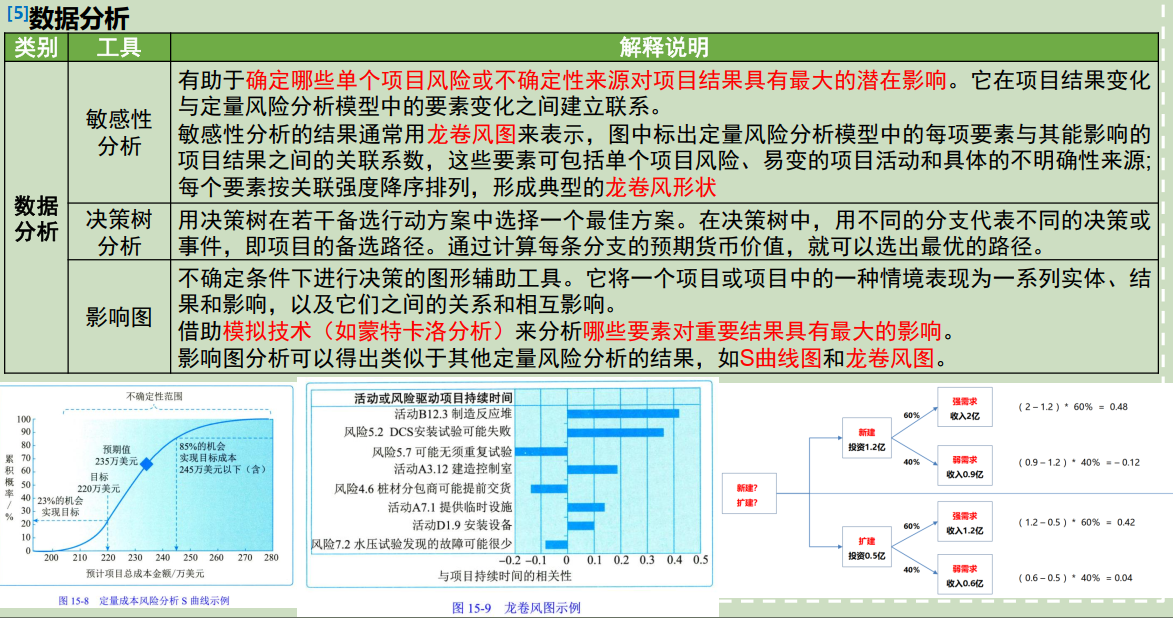 [5]数据分析
类别 工具 解释说明
数据
分析
敏感性
分析
有助于确定哪些单个项目风险或不确定性来源对项目结果具有最大的潜在影响。它在项目结果变化
与定量风险分析模型中的要素变化之间建立联系。
敏感性分析的结果通常用龙卷风图来表示，图中标出定量风险分析模型中的每项要素与其能影响的
项目结果之间的关联系数，这些要素可包括单个项目风险、易变的项目活动和具体的不明确性来源;
每个要素按关联强度降序排列，形成典型的龙卷风形状
决策树
分析
用决策树在若干备选行动方案中选择一个最佳方案。在决策树中，用不同的分支代表不同的决策或
事件，即项目的备选路径。通过计算每条分支的预期货币价值，就可以选出最优的路径。
影响图
不确定条件下进行决策的图形辅助工具。它将一个项目或项目中的一种情境表现为一系列实体、结
果和影响，以及它们之间的关系和相互影响。
借助模拟技术（如蒙特卡洛分析）来分析哪些要素对重要结果具有最大的影响。
影响图分析可以得出类似于其他定量风险分析的结果，如S曲线图和龙卷风图。
不确定性范围
累积概率/%
100
90
80
70
60
50
40
30
20
10
0
预期值
235万美元
目标
220万美元
23%的机会
实现目标
85%的机会
实现目标成本
245万美元以下（含）
200 210 220 230 240 250 260 270 280
预计项目总成本金额/万美元
图 15-8 定量成本风险分析 S 曲线示例
活动或风险驱动项目持续时间
活动B12.3 制造反应堆
风险5.2 DCS安装试验可能失败
风险5.7 可能无须重复试验
活动A3.12 建造控制室
风险4.6 桩材分包商可能提前交货
活动A7.1 提供临时设施
活动D1.9 安装设备
风险7.2 水压试验发现的故障可能很少
-0.2 -0.1 0 0.1 0.2 0.3 0.4 0.5
与项目持续时间的相关性
图 15-9 龙卷风图示例
新建?
扩建?
新建
投资1.2亿
60%
强需求
收入2亿
（2－1.2）* 60% = 0.48
40%
弱需求
收入0.9亿
（0.9－1.2）* 40% =－0.12
扩建
投资0.5亿
60%
强需求
收入1.2亿
（1.2－0.5）* 60% = 0.42
40%
弱需求
收入0.6亿
（0.6－0.5）* 40% = 0.04